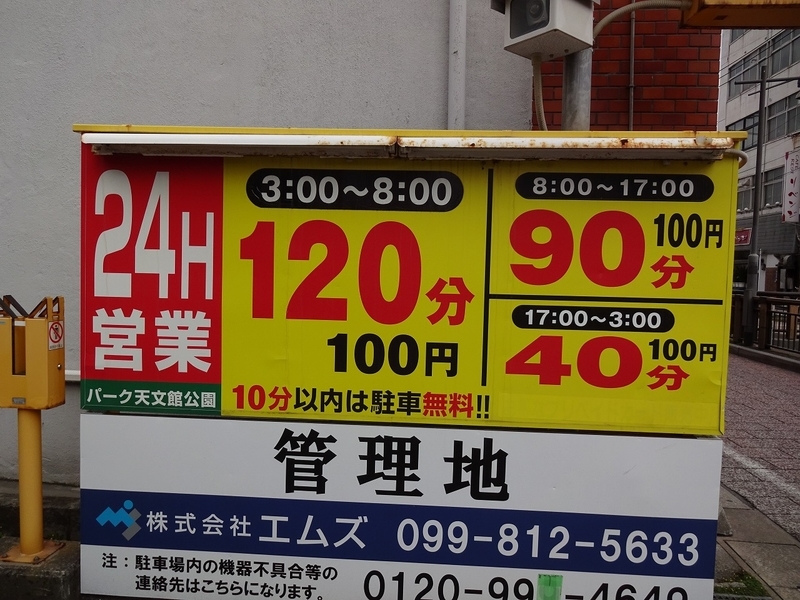 24H
営業
パーク天文館公園
3:00～8:00
120分
100円
10分以内は駐車無料!!
8:00～17:00
90分 100円
17:00～3:00
40分 100円
管理地
株式会社エムズ 099-812-5633
注:駐車場内の機器不具合等の
連絡先はこちらになります。